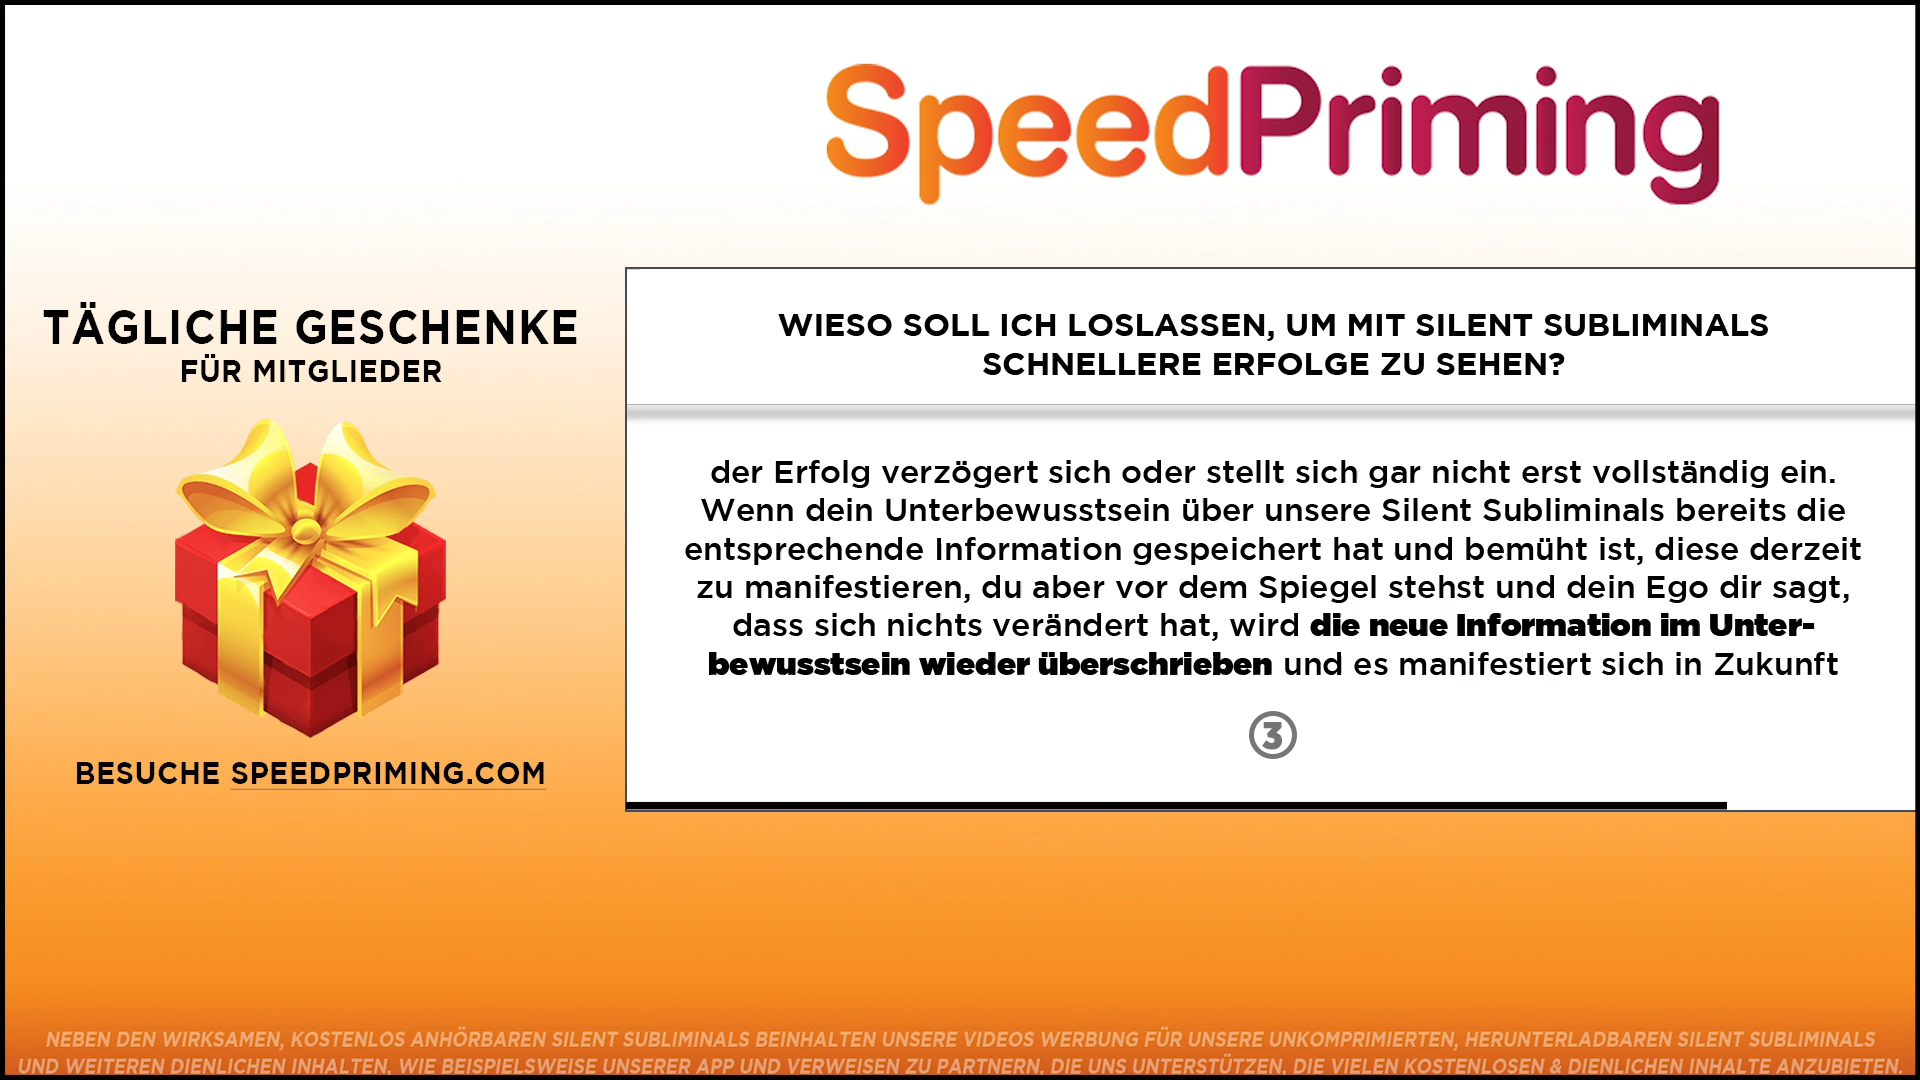 SpeedPriming
TÄGLICHE GESCHENKE
FÜR MITGLIEDER
BESUCHE SPEEDPRIMING.COM
WIESO SOLL ICH LOSLASSEN, UM MIT SILENT SUBLIMINALS
SCHNELLERE ERFOLGE ZU SEHEN?
der Erfolg verzögert sich oder stellt sich gar nicht erst vollständig ein.
Wenn dein Unterbewusstsein über unsere Silent Subliminals bereits die
entsprechende Information gespeichert hat und bemüht ist, diese derzeit
zu manifestieren, du aber vor dem Spiegel stehst und dein Ego dir sagt,
dass sich nichts verändert hat, wird die neue Information im Unter-
bewusstsein wieder überschrieben und es manifestiert sich in Zukunft
3
NEBEN DEN WIRKSAMEN, KOSTENLOS ANHÖRBAREN SILENT SUBLIMINALS BEINHALTEN UNSERE VIDEOS WERBUNG FÜR UNSERE UNKOMPRIMIERTEN, HERUNTERLADBAREN SILENT SUBLIMINALS
UND WEITEREN DIENLICHEN INHALTEN, WIE BEISPIELSWEISE UNSERER APP UND VERWEISEN ZU PARTNERN, DIE UNS UNTERSTÜTZEN, DIE VIELEN KOSTENLOSEN & DIENLICHEN INHALTE ANZUBIETEN.